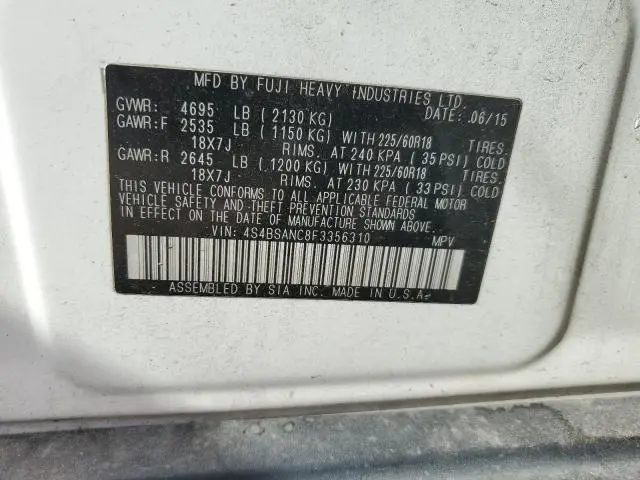 MFD BY FUJI HEAVY INDUSTRIES LTD.
GVWR: 4695 LB ( 2130 KG) DATE: 06/15
GAWR:F 2535 LB ( 1150 KG) WITH 225/60R18 TIRES.
18X7J RIMS. AT 240 KPA ( 35 PSI) COLD
GAWR:R 2645 LB ( 1200 KG) WITH 225/60R18 TIRES.
18X7J RIMS. AT 230 KPA ( 33 PSI) COLD
THIS VEHICLE CONFORMS TO ALL APPLICABLE FEDERAL MOTOR
VEHICLE SAFETY AND THEFT PREVENTION STANDARDS
IN EFFECT ON THE DATE OF MANUFACTURE SHOWN ABOVE.
VIN: 4S4BSANC8F3356310 MPV
ASSEMBLED BY SIA INC. MADE IN U.S.A.